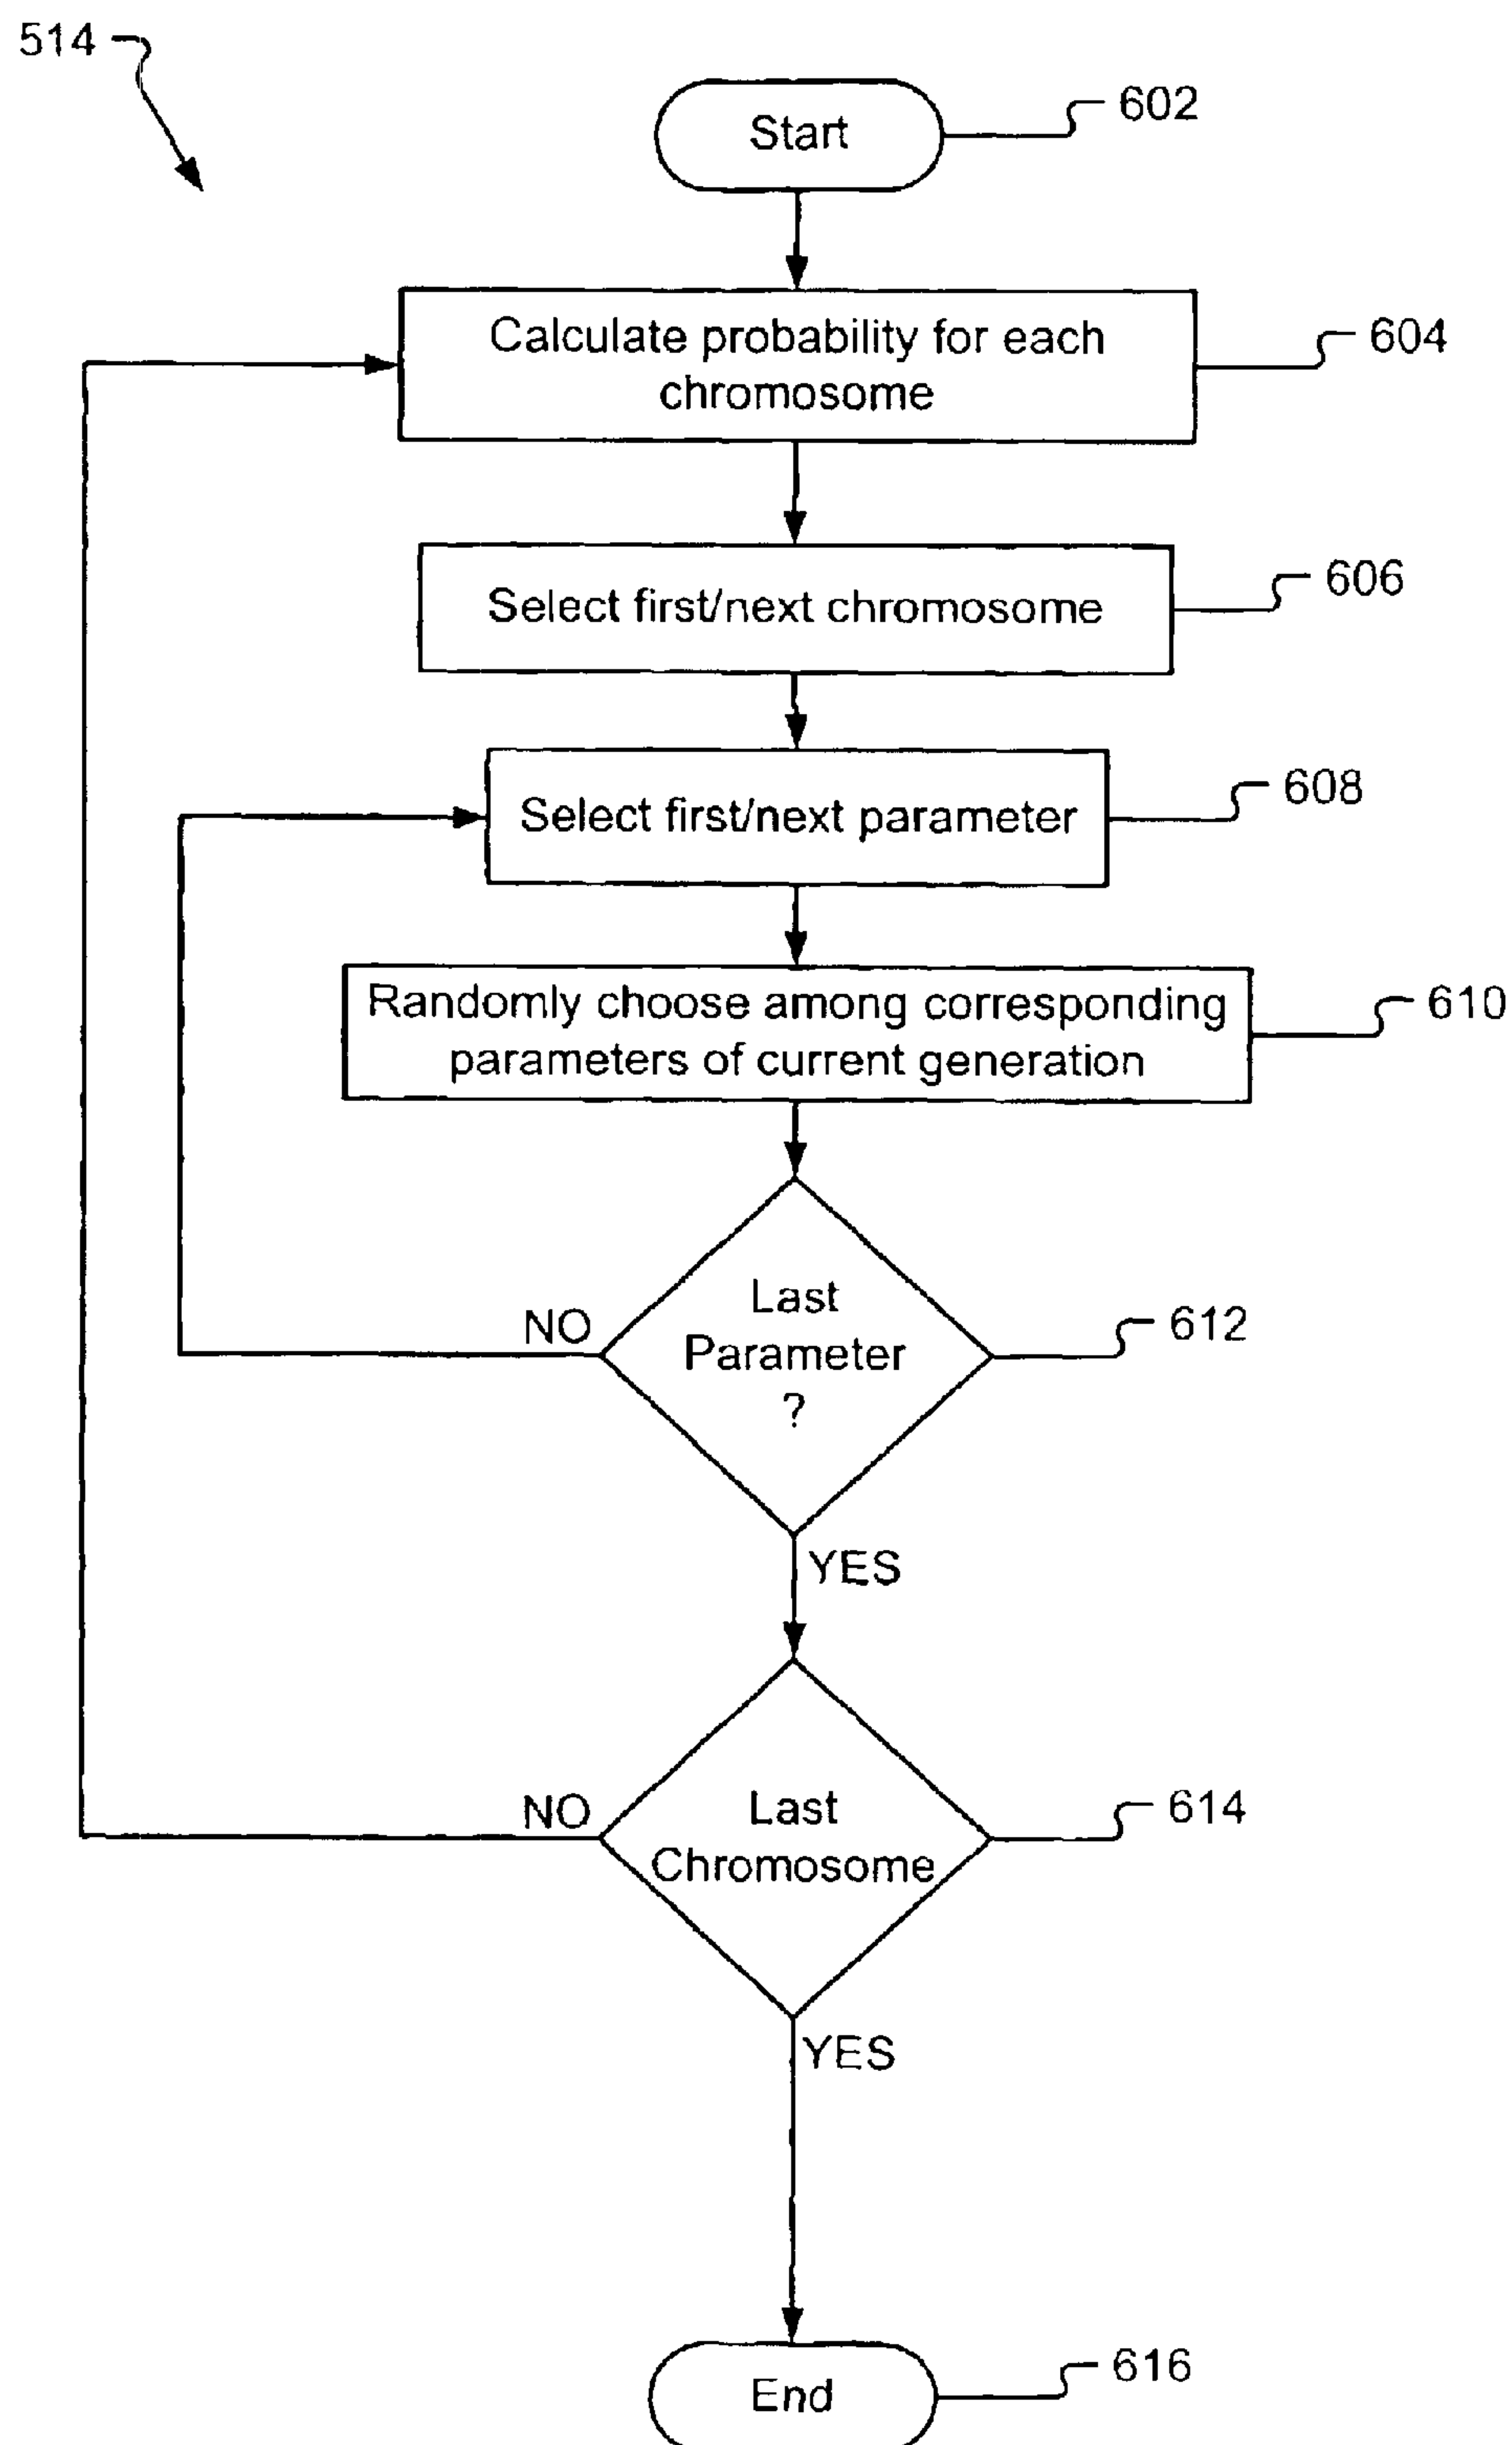 514
Start
602
Calculate probability for each
chromosome
604
Select first/next chromosome
606
Select first/next parameter
608
Randomly choose among corresponding
parameters of current generation
610
Last
Parameter
?
612
NO
YES
Last
Chromosome
614
NO
YES
End
616